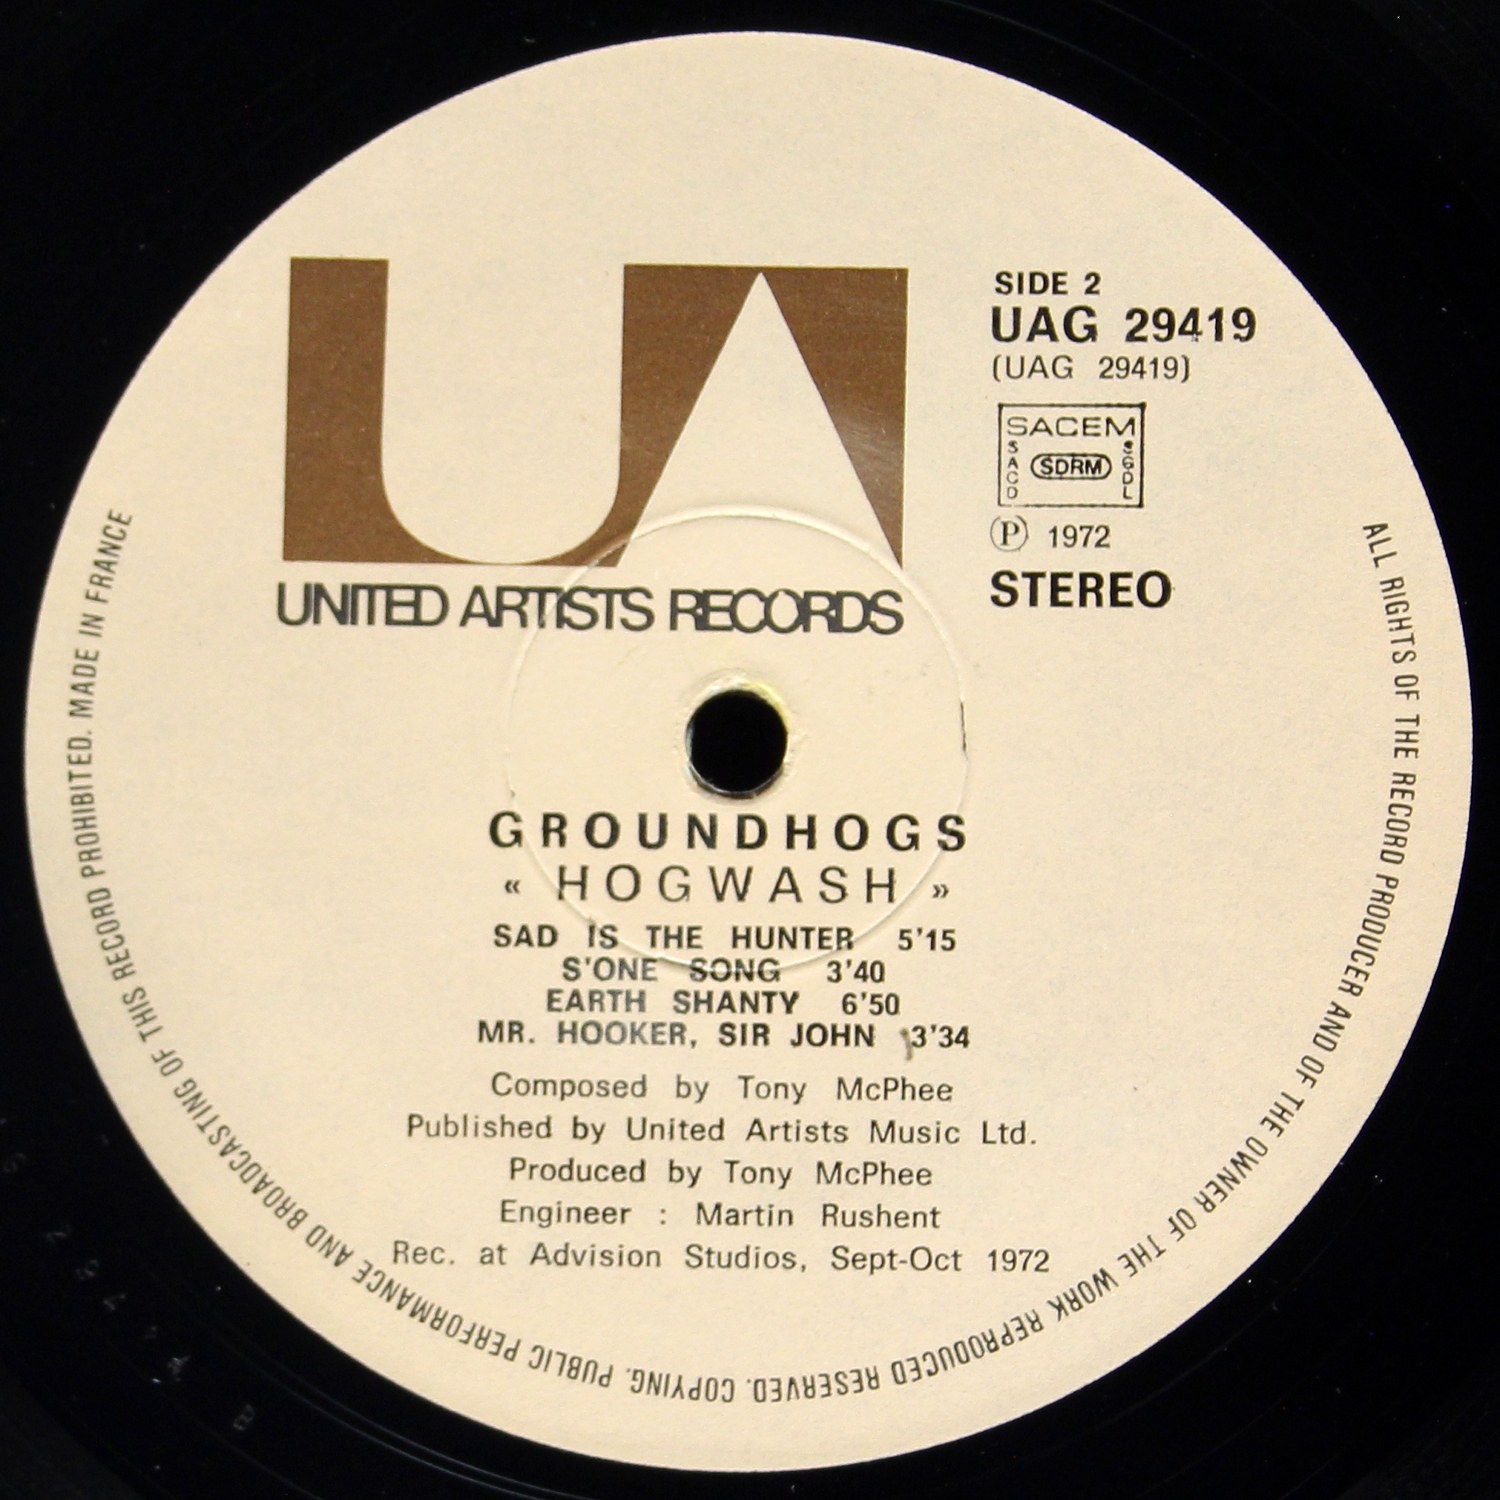 UA
UNITED ARTISTS RECORDS
SIDE 2
UAG 29419
(UAG 29419)
SACEM
SACD
SDRM
SGDL
Ⓟ 1972
STEREO
GROUNDHOGS
« HOGWASH »
SAD IS THE HUNTER 5'15
S'ONE SONG 3'40
EARTH SHANTY 6'50
MR. HOOKER, SIR JOHN 3'34
Composed by Tony McPhee
Published by United Artists Music Ltd.
Produced by Tony McPhee
Engineer : Martin Rushent
Rec. at Advision Studios, Sept-Oct 1972
ALL RIGHTS OF THE RECORD PRODUCER AND OF THE OWNER OF THE WORK REPRODUCED RESERVED. COPYING. PUBLIC PERFORMANCE AND BROADCASTING OF THIS RECORD PROHIBITED. MADE IN FRANCE